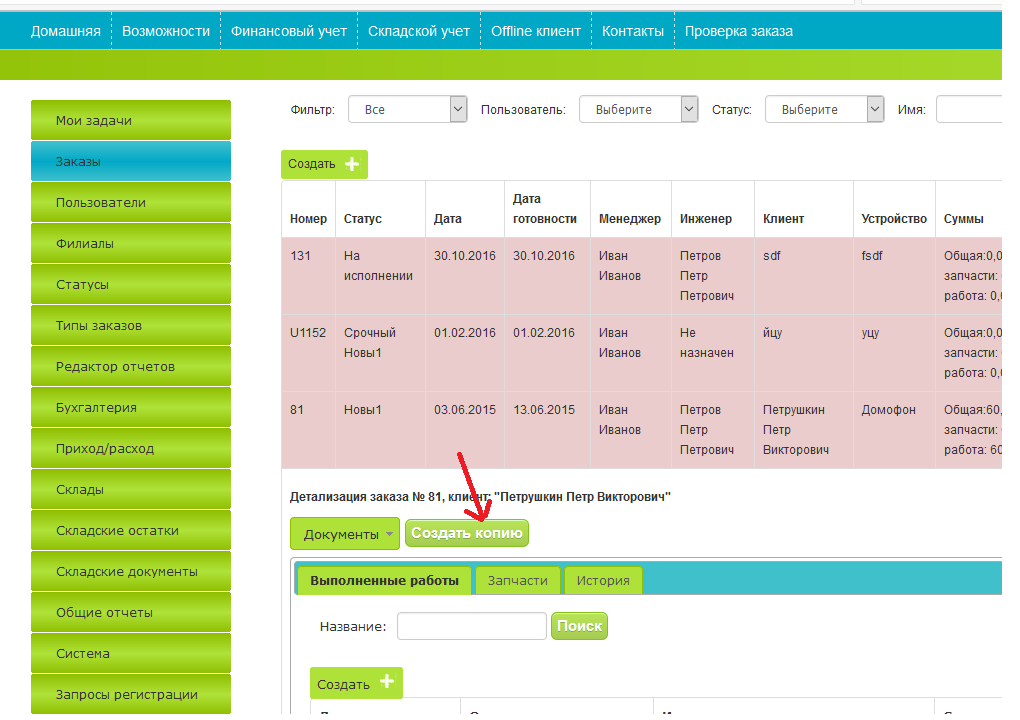 Домашняя Возможности Финансовый учет Складской учет Offline клиент Контакты Проверка заказа
Мои задачи
Заказы
Пользователи
Филиалы
Статусы
Типы заказов
Редактор отчетов
Бухгалтерия
Приход/расход
Склады
Складские остатки
Складские документы
Общие отчеты
Система
Запросы регистрации
Фильтр: Все Пользователь: Выберите Статус: Выберите Имя:
Создать
Номер Статус Дата Дата готовности Менеджер Инженер Клиент Устройство Суммы
131 На 30.10.2016 30.10.2016 Иван Петров sdf fsdf Общая:0,0
исполнении Иванов Петр запчасти:
Петрович работа: 0,
U1152 Срочный 01.02.2016 01.02.2016 Иван Не йцу уцу Общая:0,0
Новы1 Иванов назначен запчасти:
работа: 0,
81 Новы1 03.06.2015 13.06.2015 Иван Петров Петрушкин Домофон Общая:60,
Иванов Петр Петр запчасти:
Петрович Викторович работа: 60
Детализация заказа № 81, клиент: "Петрушкин Петр Викторович"
Документы Создать копию
Выполненные работы Запчасти История
Название: Поиск
Создать